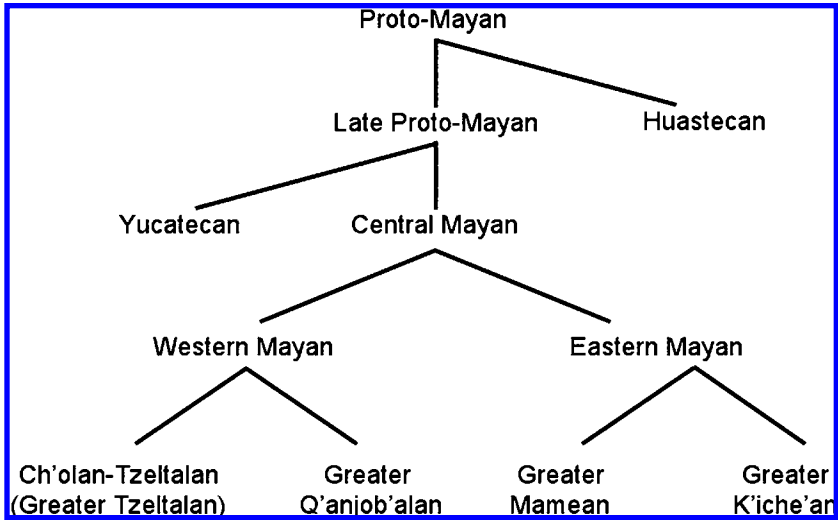 Proto-Mayan
Late Proto-Mayan
Huastecan
Yucatecan
Central Mayan
Western Mayan
Eastern Mayan
Ch'olan-Tzeltalan
(Greater Tzeltalan)
Greater
Q'anjob'alan
Greater
Mamean
Greater
K'iche'an